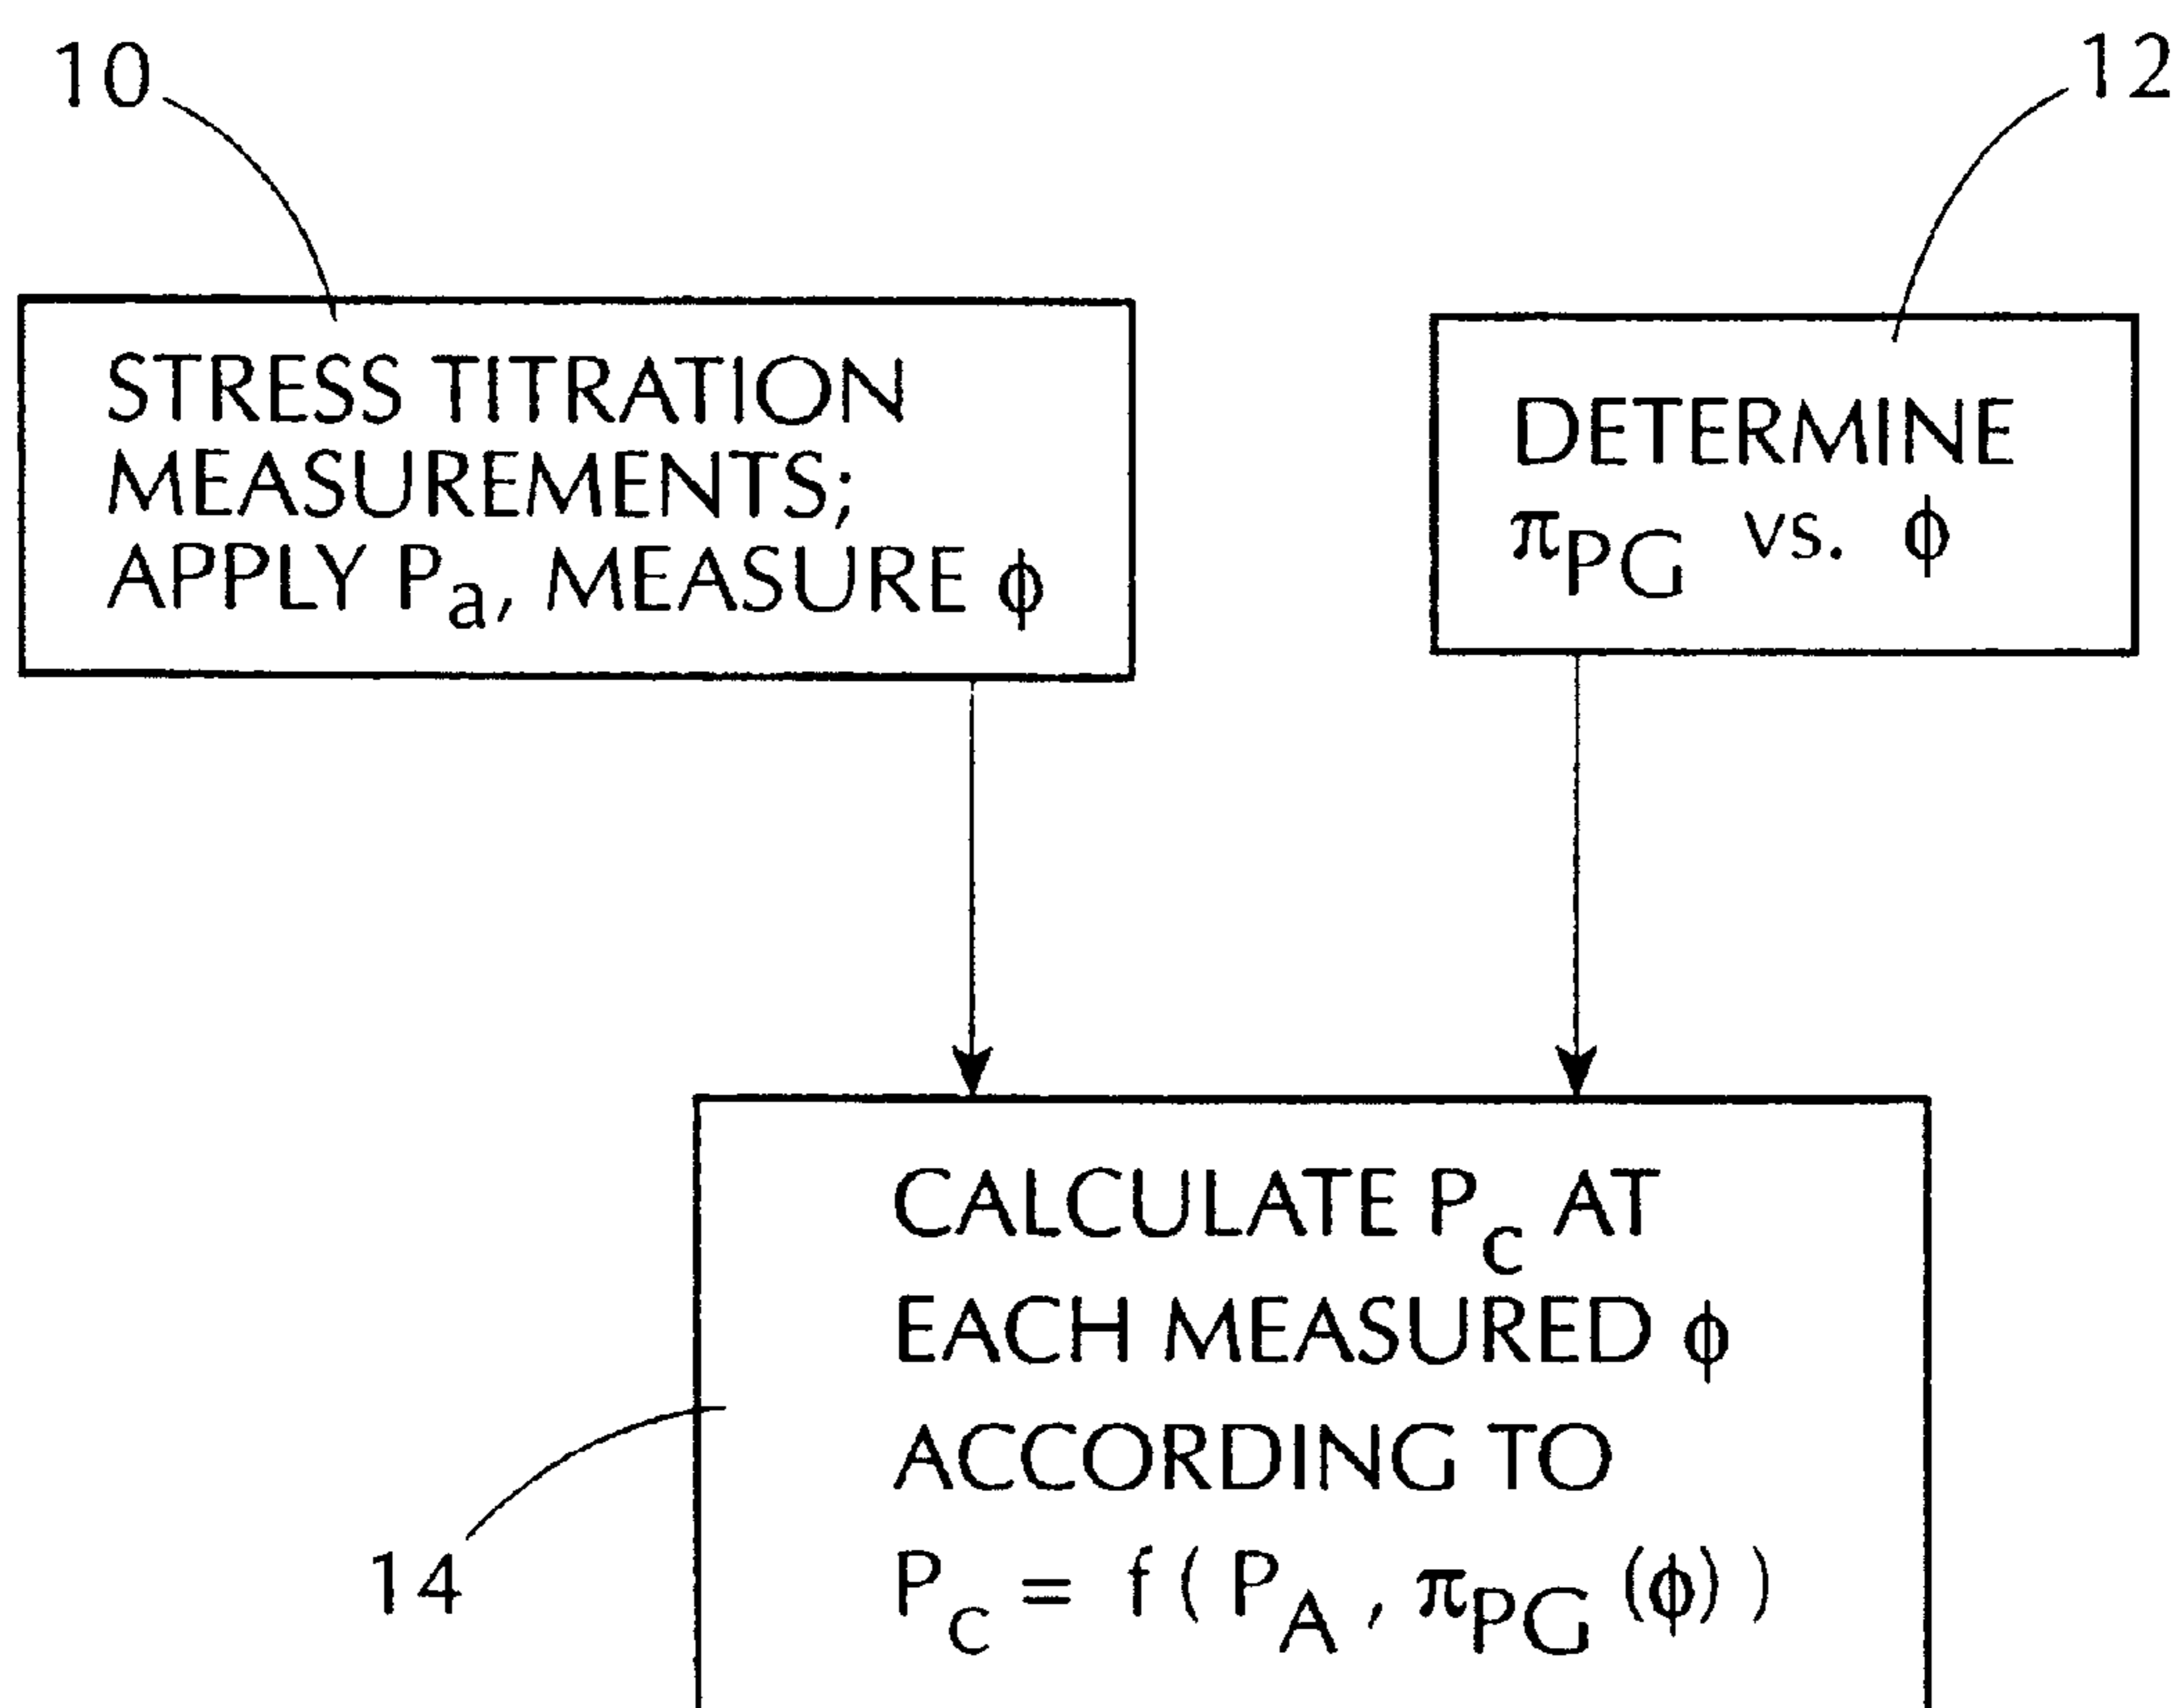 10
12
STRESS TITRATION
MEASUREMENTS;
APPLY Pa, MEASURE ϕ
DETERMINE
πPG vs. ϕ
CALCULATE Pc AT
EACH MEASURED ϕ
ACCORDING TO
Pc = f ( PA , πPG (ϕ) )
14